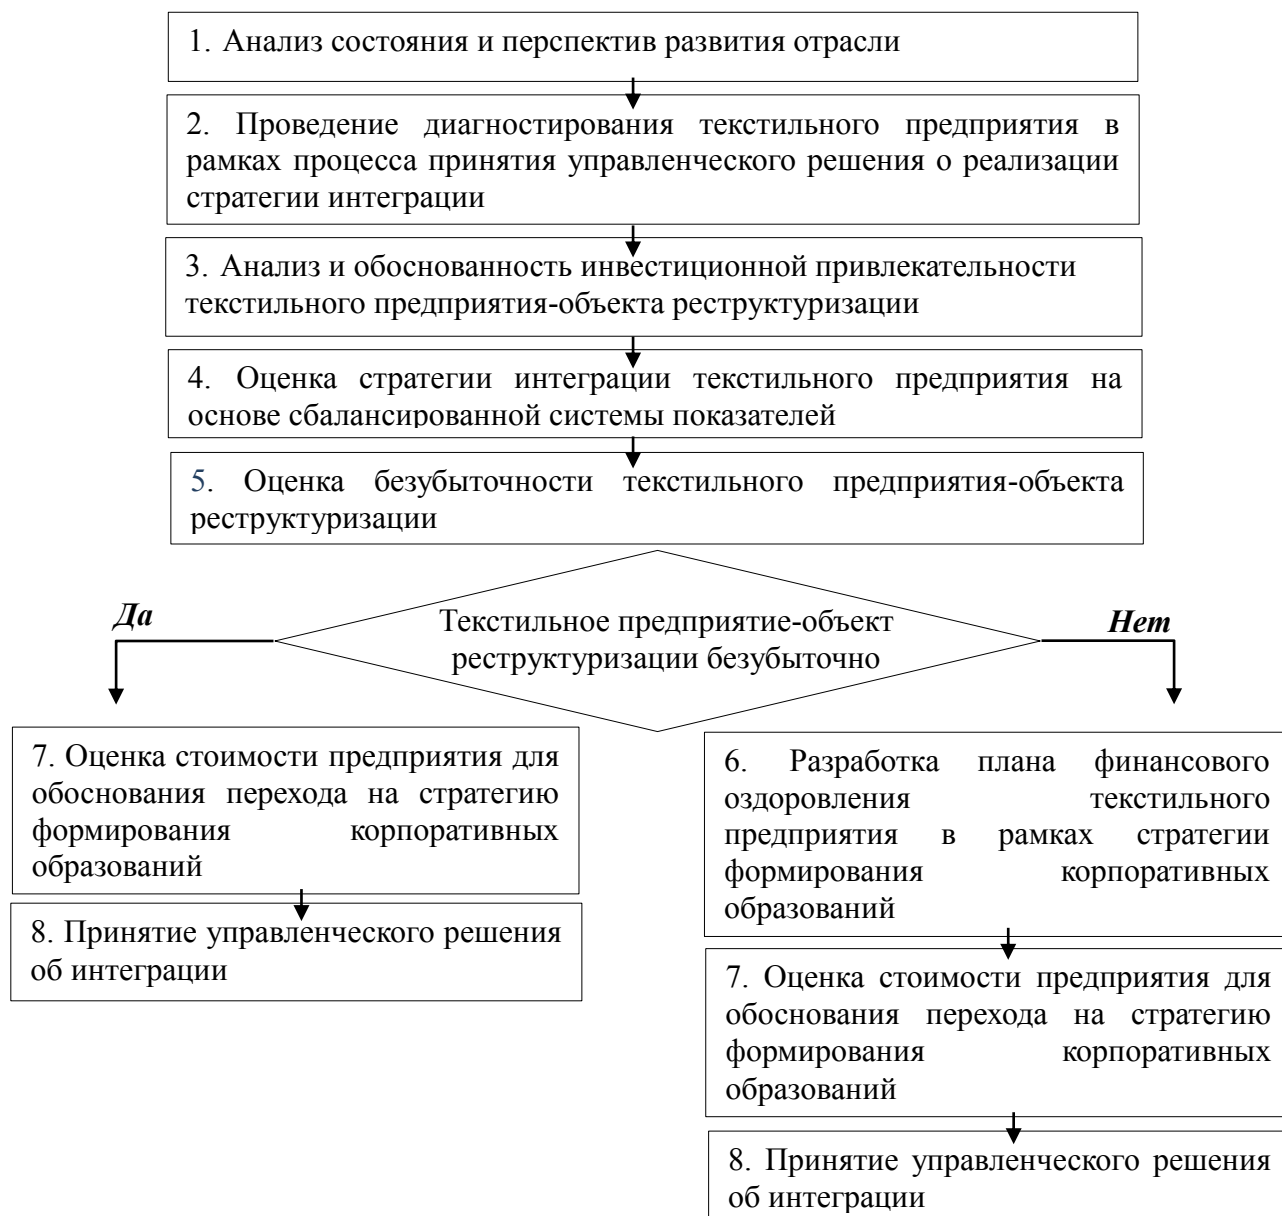 1. Анализ состояния и перспектив развития отрасли
2. Проведение диагностирования текстильного предприятия в
рамках процесса принятия управленческого решения о реализации
стратегии интеграции
3. Анализ и обоснованность инвестиционной привлекательности
текстильного предприятия-объекта реструктуризации
4. Оценка стратегии интеграции текстильного предприятия на
основе сбалансированной системы показателей
5. Оценка безубыточности текстильного предприятия-объекта
реструктуризации
Да
Текстильное предприятие-объект
реструктуризации безубыточно
Нет
7. Оценка стоимости предприятия для
обоснования перехода на стратегию
формирования корпоративных
образований
8. Принятие управленческого решения
об интеграции
6. Разработка плана финансового
оздоровления текстильного
предприятия в рамках стратегии
формирования корпоративных
образований
7. Оценка стоимости предприятия для
обоснования перехода на стратегию
формирования корпоративных
образований
8. Принятие управленческого решения
об интеграции